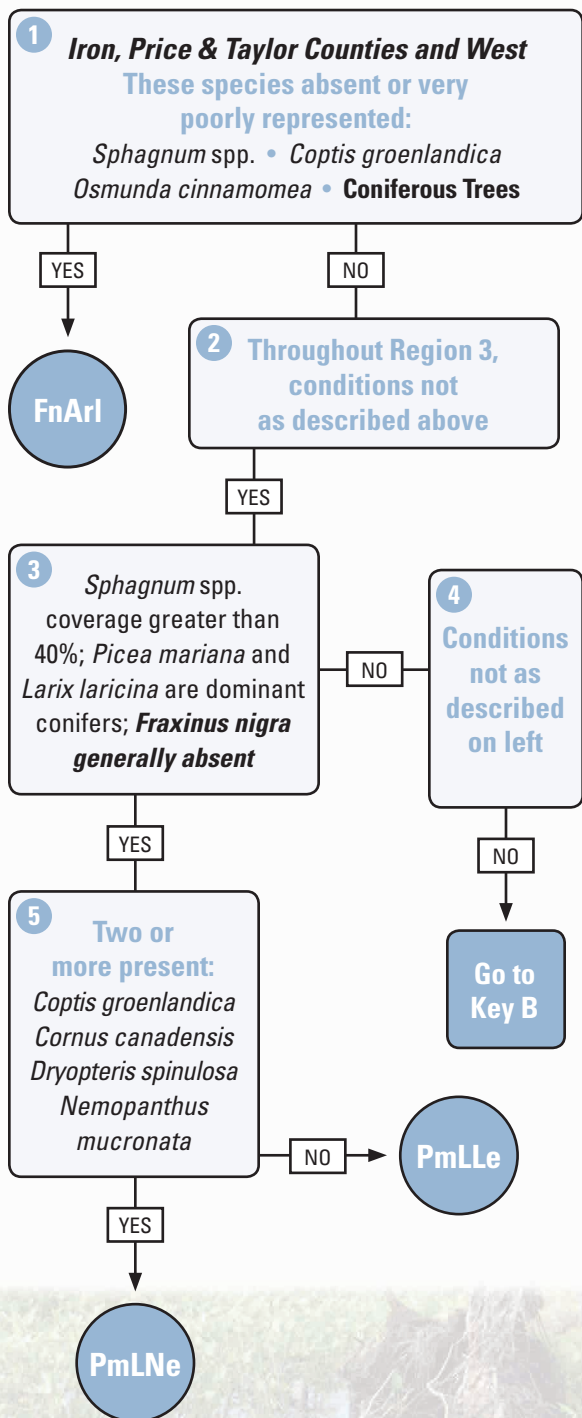 1
Iron, Price & Taylor Counties and West
These species absent or very
poorly represented:
Sphagnum spp. • Coptis groenlandica
Osmunda cinnamomea • Coniferous Trees
YES
NO
FnArI
2
Throughout Region 3,
conditions not
as described above
YES
3
Sphagnum spp.
coverage greater than
40%; Picea mariana and
Larix laricina are dominant
conifers; Fraxinus nigra
generally absent
NO
4
Conditions
not as
described
on left
YES
NO
5
Two or
more present:
Coptis groenlandica
Cornus canadensis
Dryopteris spinulosa
Nemopanthus
mucronata
Go to
Key B
NO
PmLLe
YES
PmLNe